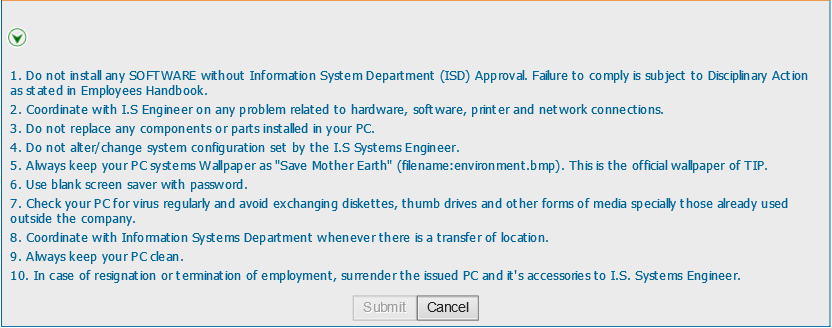 1. Do not install any SOFTWARE without Information System Department (ISD) Approval. Failure to comply is subject to Disciplinary Action
as stated in Employees Handbook.
2. Coordinate with I.S Engineer on any problem related to hardware, software, printer and network connections.
3. Do not replace any components or parts installed in your PC.
4. Do not alter/change system configuration set by the I.S Systems Engineer.
5. Always keep your PC systems Wallpaper as "Save Mother Earth" (filename:environment.bmp). This is the official wallpaper of TIP.
6. Use blank screen saver with password.
7. Check your PC for virus regularly and avoid exchanging diskettes, thumb drives and other forms of media specially those already used
outside the company.
8. Coordinate with Information Systems Department whenever there is a transfer of location.
9. Always keep your PC clean.
10. In case of resignation or termination of employment, surrender the issued PC and it's accessories to I.S. Systems Engineer.
Submit Cancel